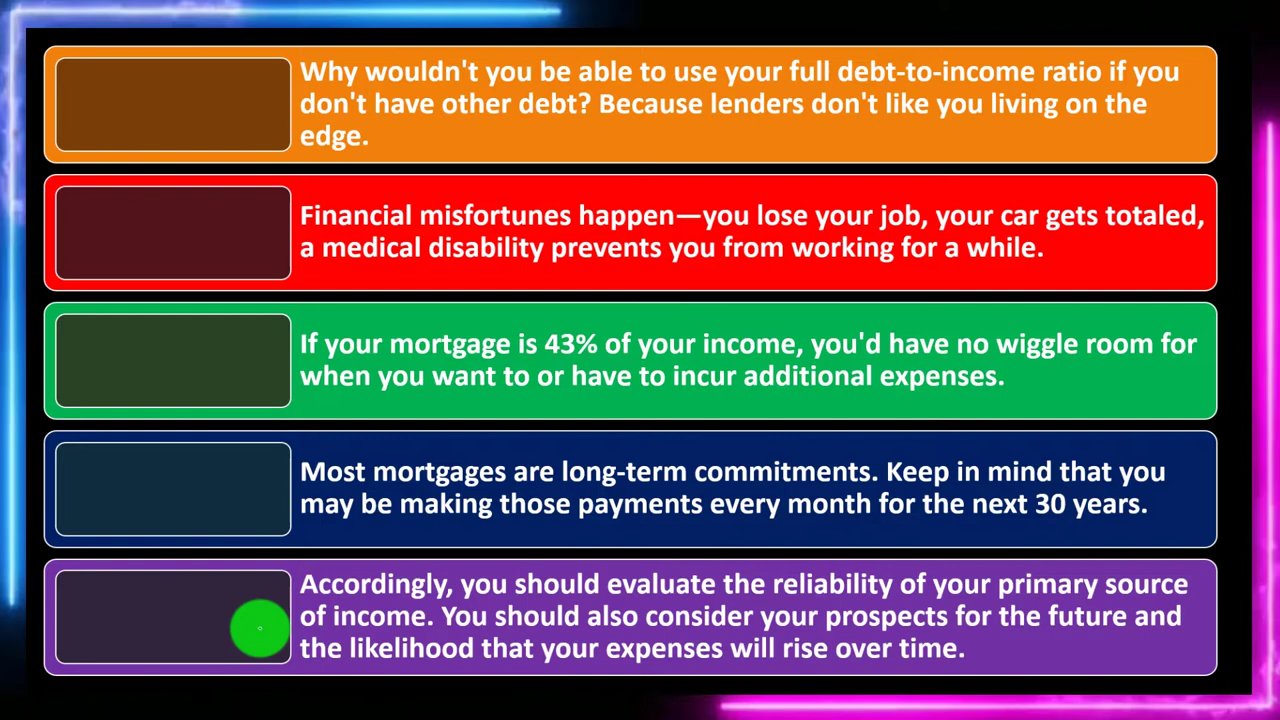 Why wouldn't you be able to use your full debt-to-income ratio if you
don't have other debt? Because lenders don't like you living on the
edge.
Financial misfortunes happen—you lose your job, your car gets totaled,
a medical disability prevents you from working for a while.
If your mortgage is 43% of your income, you'd have no wiggle room for
when you want to or have to incur additional expenses.
Most mortgages are long-term commitments. Keep in mind that you
may be making those payments every month for the next 30 years.
Accordingly, you should evaluate the reliability of your primary source
of income. You should also consider your prospects for the future and
the likelihood that your expenses will rise over time.